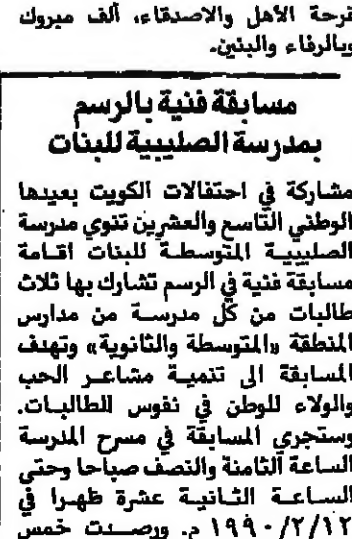 فرحة الأهل والاصدقاء، ألف مبروك
وبالرفاء والبنين.
مسابقة فنية بالرسم
بمدرسة الصليبية للبنات
مشاركة في احتفالات الكويت بعيدها
الوطني التاسع والعشرين تنوي مدرسة
الصليبية المتوسطة للبنات اقامة
مسابقة فنية في الرسم تشارك بها ثلاث
طالبات من كل مدرسة من مدارس
المنطقة «المتوسطة والثانوية» وتهدف
المسابقة الى تنمية مشاعر الحب
والولاء للوطن في نفوس الطالبات.
وستجري المسابقة في مسرح المدرسة
الساعة الثامنة والنصف صباحا وحتى
الساعة الثانية عشرة ظهرا في
١٩٩٠/٢/١٢ م. ورصدت خمس